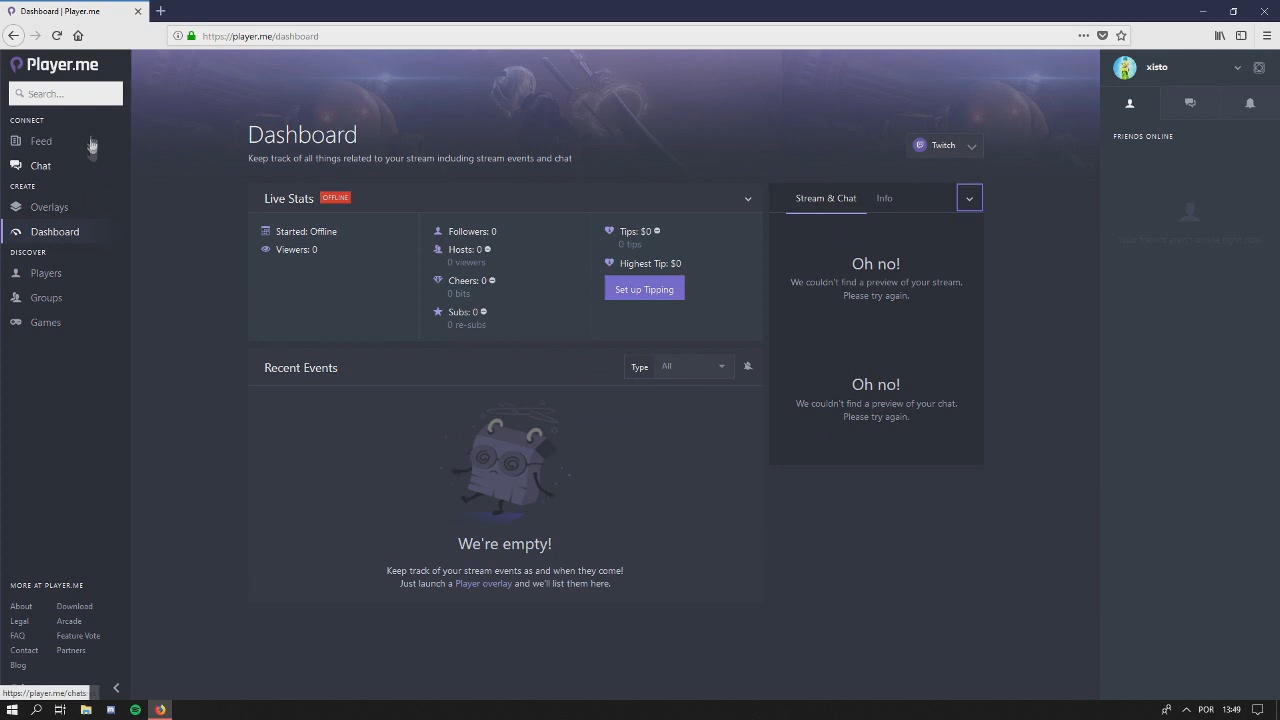 Dashboard | Player.me
https://player.me/dashboard
Player.me
Search...
CONNECT
Feed
Chat
CREATE
Overlays
Dashboard
DISCOVER
Players
Groups
Games
MORE AT PLAYER.ME
About Download
Legal Arcade
FAQ Feature Vote
Contact Partners
Blog
https://player.me/chats
Dashboard
Keep track of all things related to your stream including stream events and chat
Twitch
Live Stats OFFLINE
Started: Offline
Viewers: 0
Followers: 0
Hosts: 0
0 viewers
Cheers: 0
0 bits
Subs: 0
0 re-subs
Tips: $0
0 tips
Highest Tip: $0
Set up Tipping
Recent Events
Type All
We're empty!
Keep track of your stream events as and when they come!
Just launch a Player overlay and we'll list them here.
Stream & Chat Info
Oh no!
We couldn't find a preview of your stream.
Please try again.
Oh no!
We couldn't find a preview of your chat.
Please try again.
xisto
FRIENDS ONLINE
POR 13:49